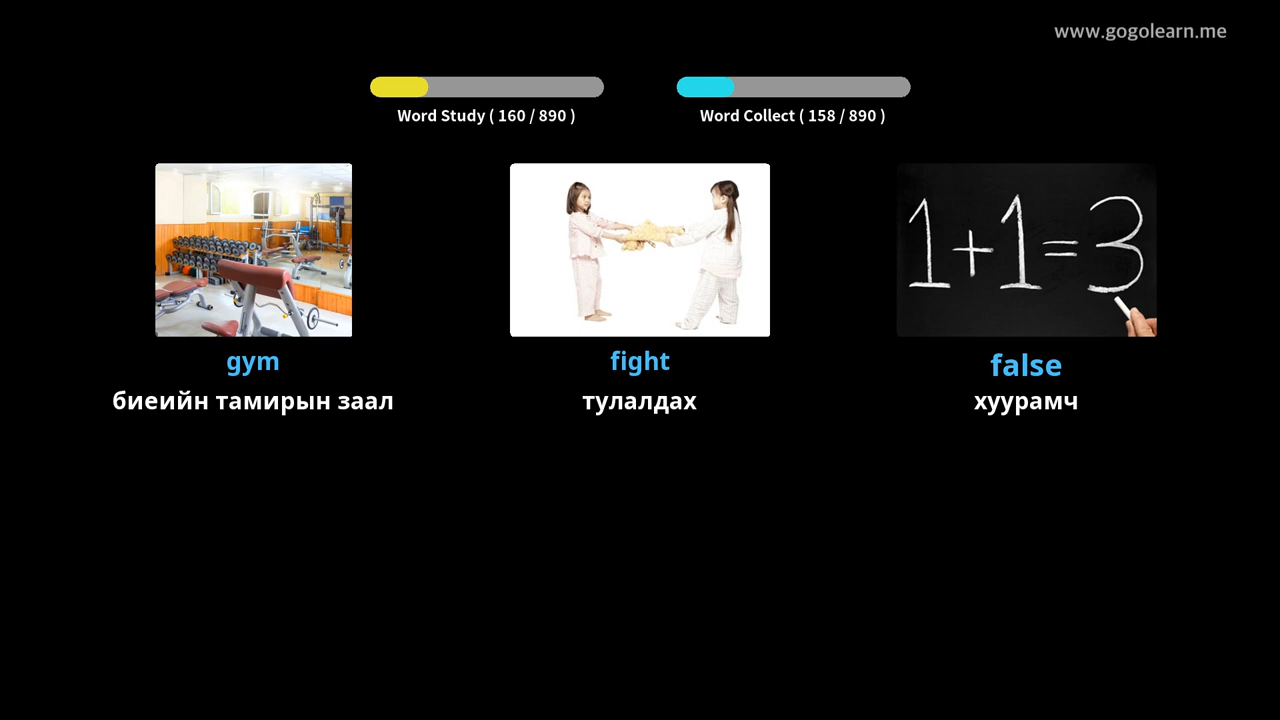 www.gogolearn.me
Word Study ( 160 / 890 )
Word Collect ( 158 / 890 )
1+1=3
gym
fight
false
биеийн тамирын заал
тулалдах
хуурамч